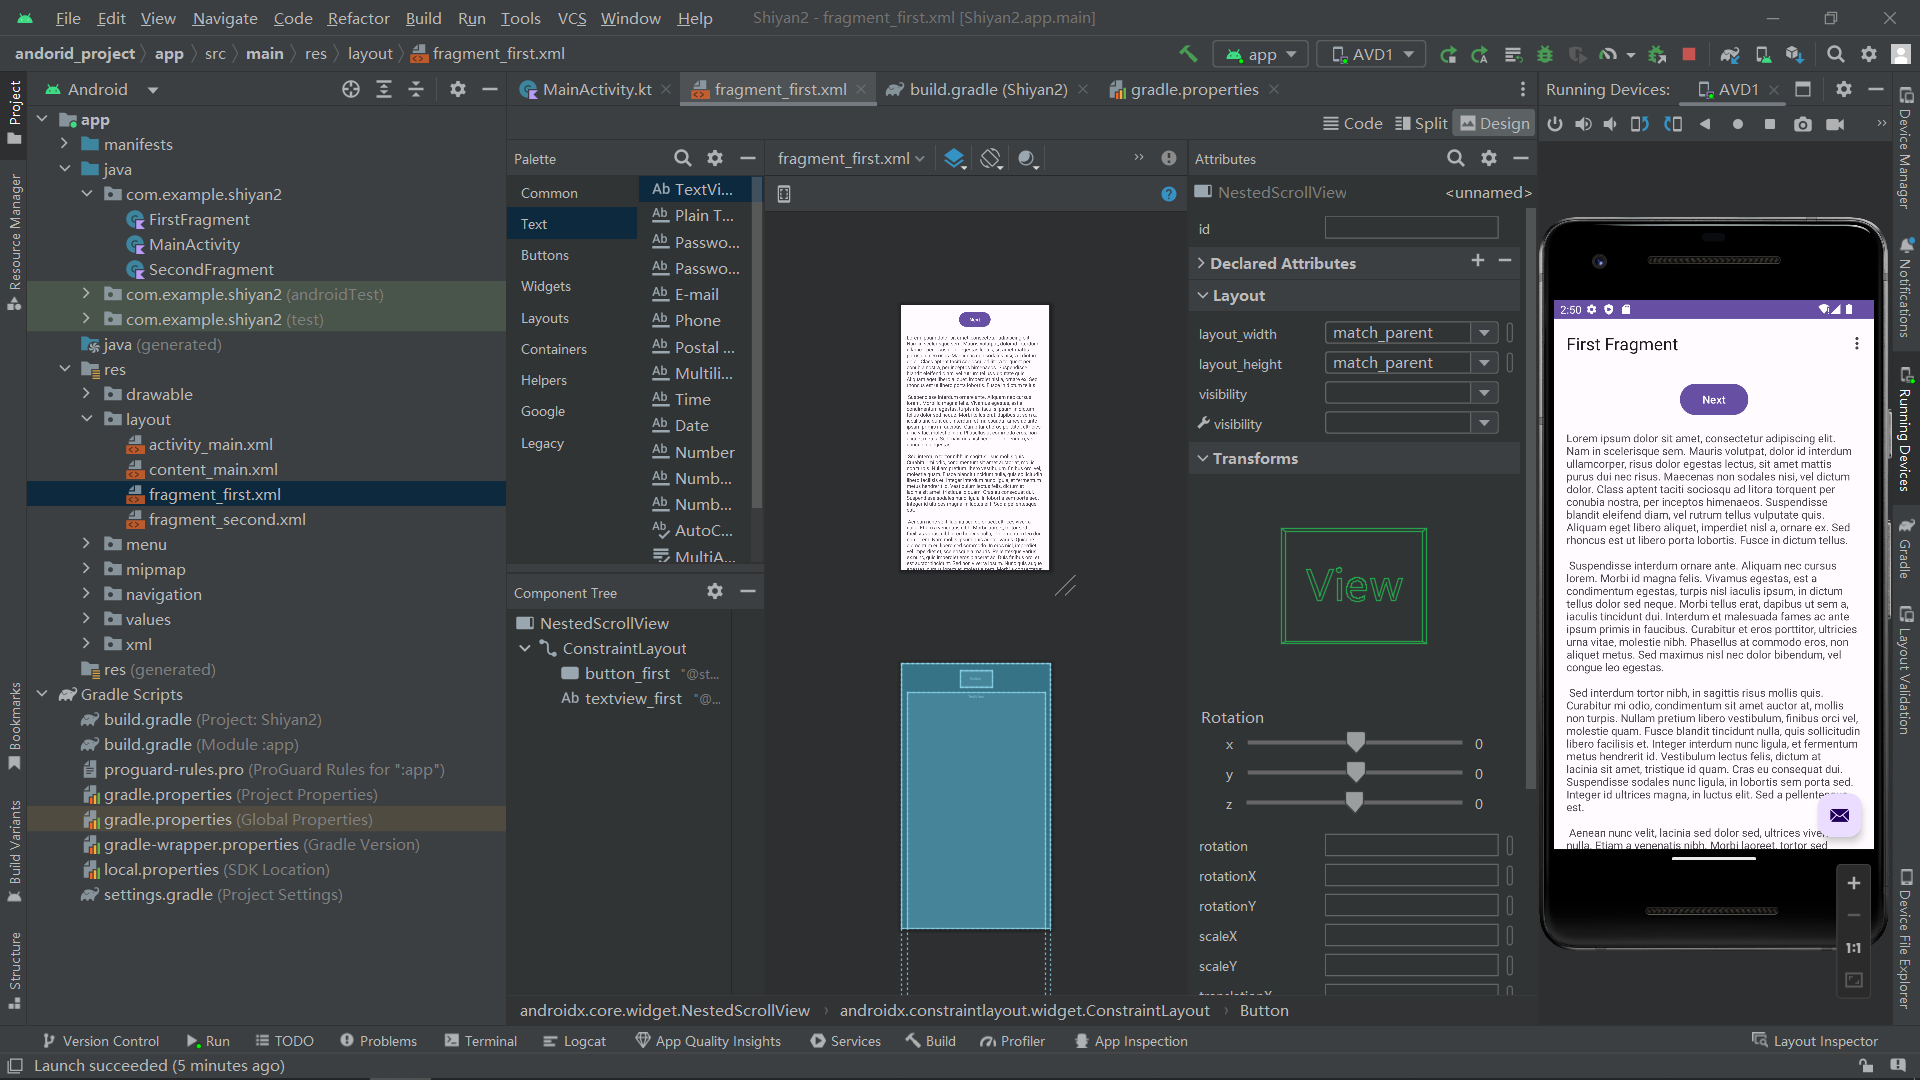 File Edit View Navigate Code Refactor Build Run Tools VCS Window Help Shiyan2 - fragment_first.xml [Shiyan2.app.main]
andorid_project app src main res layout fragment_first.xml
app AVD1
Android
MainActivity.kt fragment_first.xml build.gradle (Shiyan2) gradle.properties
Running Devices: AVD1
Code Split Design
Project
Resource Manager
Bookmarks
Build Variants
Structure
app
manifests
java
com.example.shiyan2
FirstFragment
MainActivity
SecondFragment
com.example.shiyan2 (androidTest)
com.example.shiyan2 (test)
java (generated)
res
drawable
layout
activity_main.xml
content_main.xml
fragment_first.xml
fragment_second.xml
menu
mipmap
navigation
values
xml
res (generated)
Gradle Scripts
build.gradle (Project: Shiyan2)
build.gradle (Module :app)
proguard-rules.pro (ProGuard Rules for ":app")
gradle.properties (Project Properties)
gradle.properties (Global Properties)
gradle-wrapper.properties (Gradle Version)
local.properties (SDK Location)
settings.gradle (Project Settings)
Palette
Common
Text
Buttons
Widgets
Layouts
Containers
Helpers
Google
Legacy
Ab TextVi...
Ab Plain T...
Ab Passwo...
Ab Passwo...
Ab E-mail
Ab Phone
Ab Postal ...
Ab Multili...
Ab Time
Ab Date
Ab Number
Ab Numb...
Ab Numb...
Ab AutoC...
MultiA...
Component Tree
NestedScrollView
ConstraintLayout
button_first "@st...
Ab textview_first "@...
fragment_first.xml
Next
Attributes
NestedScrollView <unnamed>
id
Declared Attributes
Layout
layout_width match_parent
layout_height match_parent
visibility
visibility
Transforms
View
Rotation
x 0
y 0
z 0
rotation
rotationX
rotationY
scaleX
scaleY
translationX
2:50
First Fragment
Next
Lorem ipsum dolor sit amet, consectetur adipiscing elit.
Nam in scelerisque sem. Mauris volutpat, dolor id interdum
ullamcorper, risus dolor egestas lectus, sit amet mattis
purus dui nec risus. Maecenas non sodales nisi, ac dictum
dolor. Class aptent taciti sociosqu ad litora torquent per
conubia nostra, per inceptos himenaeos. Suspendisse
blandit eleifend diam, vel rutrum tellus vulputate quis.
Aliquam eget libero aliquet, imperdiet nisl a, ornare ex. Sed
rhoncus est ut libero porta lobortis. Fusce in dictum tellus.
Suspendisse interdum ornare ante. Aliquam nec cursus
lorem. Morbi id magna felis. Vivamus egestas, est a
condimentum egestas, turpis nisl iaculis ipsum, in dictum
tellus dolor sed neque. Morbi tellus erat, dapibus ut sem a,
iaculis tincidunt dui. Interdum et malesuada fames ac ante
ipsum primis in faucibus. Curabitur et eros porttitor, ultricies
urna vitae, molestie nibh. Phasellus at commodo eros, non
aliquet metus. Sed maximus nisl nec dolor bibendum, vel
congue leo egestas.
Sed interdum tortor nibh, in sagittis risus mollis quis.
Curabitur mi odio, condimentum sit amet auctor at, mollis
non turpis. Nullam pretium libero vestibulum, finibus orci vel,
molestie quam. Fusce blandit tincidunt nulla, quis sollicitudin
libero facilisis et. Integer interdum nunc ligula, et fermentum
metus hendrerit id. Vestibulum lectus felis, dictum at
lacinia sit amet, tristique id quam. Cras eu consequat dui.
Suspendisse sodales nunc ligula, in lobortis sem porta sed.
Integer id ultrices magna, in luctus elit. Sed a pellentesque
est.
Aenean nunc velit, lacinia sed dolor sed, ultrices viverra
nulla. Etiam a venenatis nibh. Morbi laoreet, tortor sed
1:1
Device Manager
Notifications
Running Devices
Gradle
Layout Validation
Device File Explorer
androidx.core.widget.NestedScrollView androidx.constraintlayout.widget.ConstraintLayout Button
Version Control Run TODO Problems Terminal Logcat App Quality Insights Services Build Profiler App Inspection Layout Inspector
Launch succeeded (5 minutes ago)